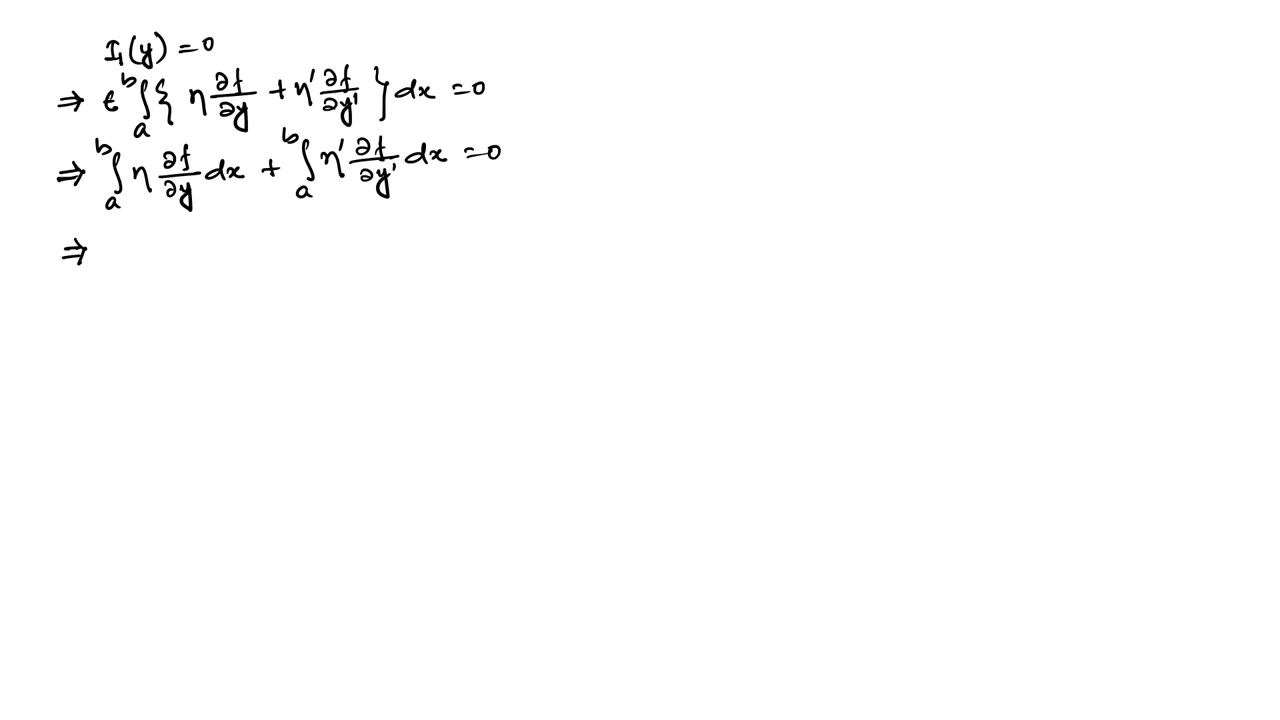 I₁(y) = 0
⇒ ϵ ∫ₐᵇ { η ∂f/∂y + η' ∂f/∂y' } dx = 0
⇒ ∫ₐᵇ η ∂f/∂y dx + ∫ₐᵇ η' ∂f/∂y' dx = 0
⇒